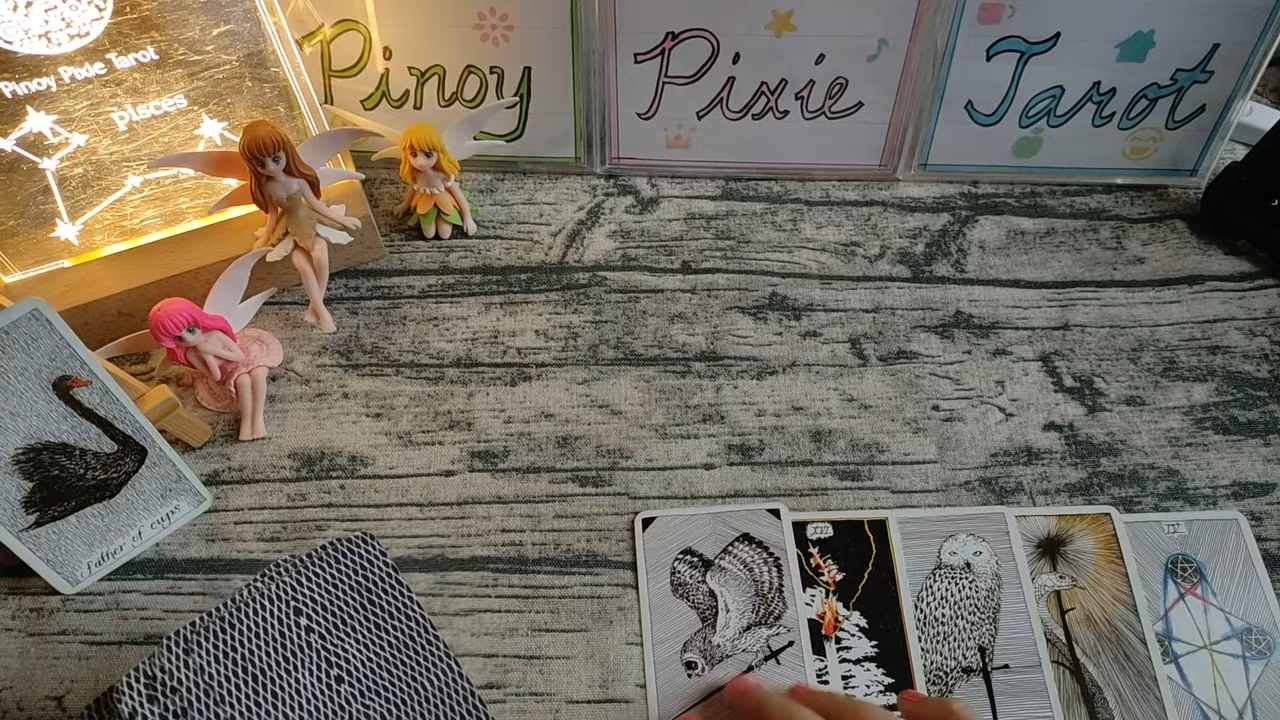 Pinoy Pixie Tarot
pisces
Pinoy
Pixie
Tarot
father of cups